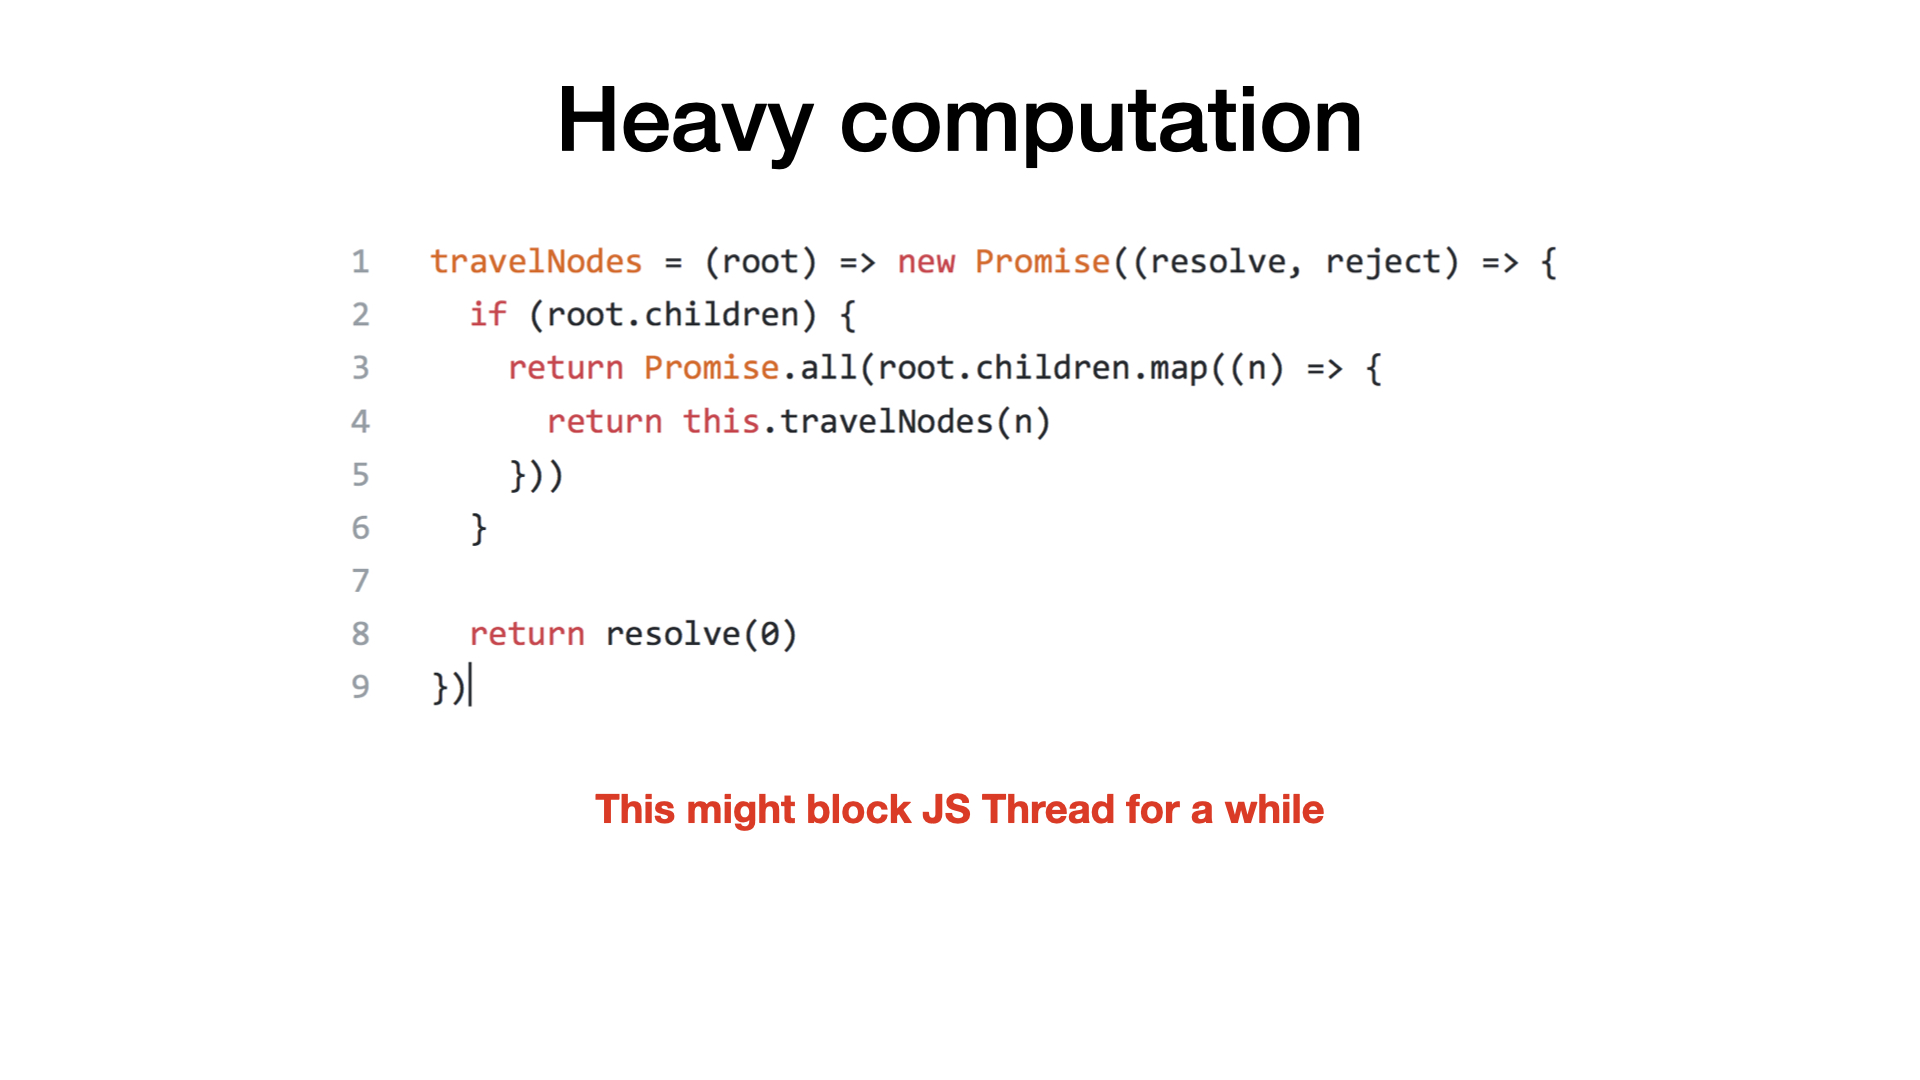 Heavy computation
1 travelNodes = (root) => new Promise((resolve, reject) => {
2   if (root.children) {
3     return Promise.all(root.children.map((n) => {
4       return this.travelNodes(n)
5     }))
6   }
7
8   return resolve(0)
9 })
This might block JS Thread for a while